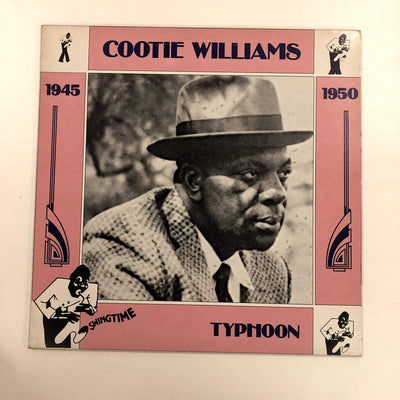 COOTIE WILLIAMS
1945
1950
SWINGTIME
TYPHOON